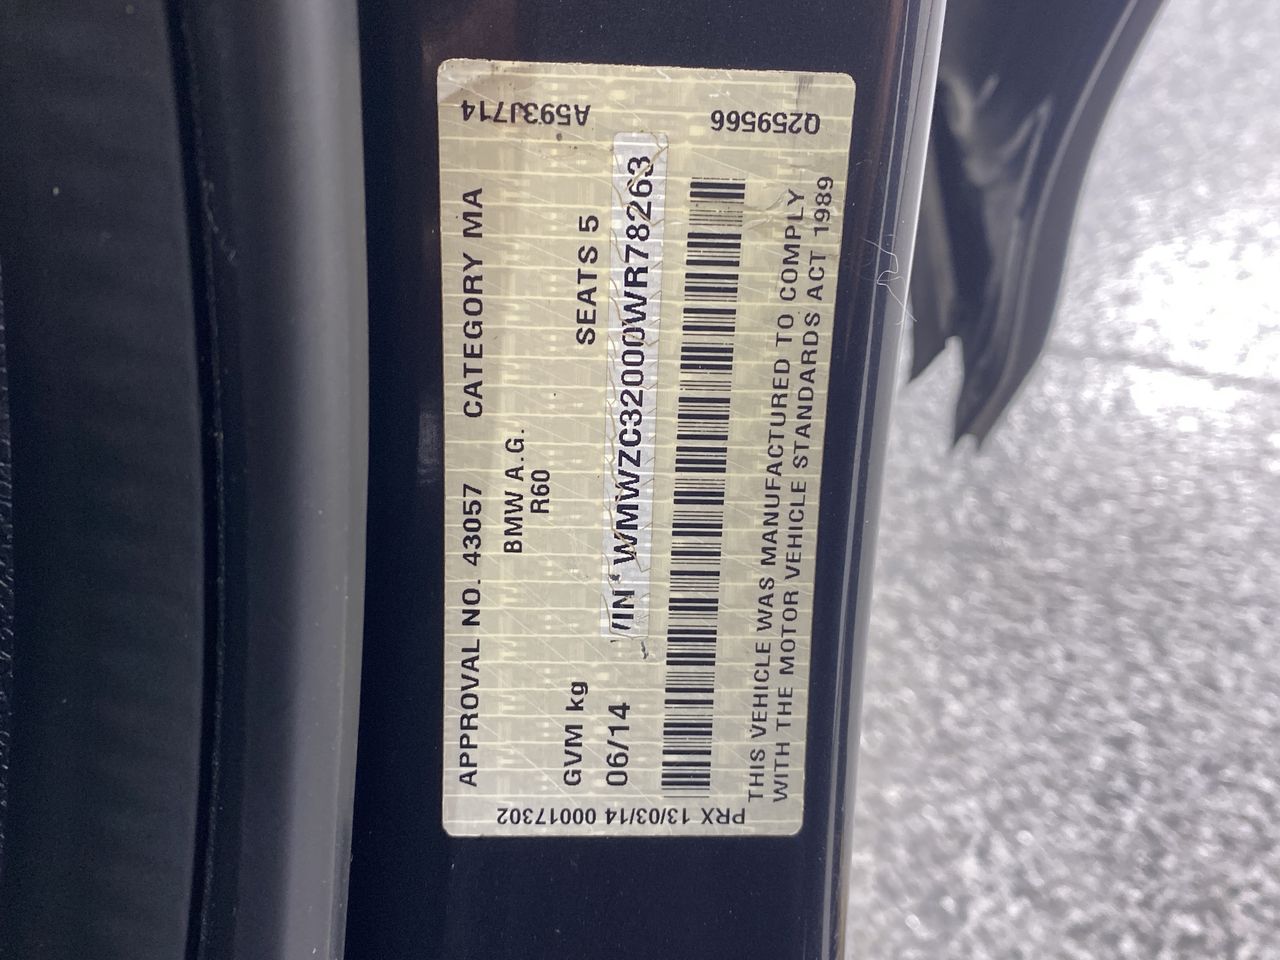 APPROVAL NO. 43057 CATEGORY MA
BMW A.G.
R60
GVM kg SEATS 5
06/14 VIN* WMWZC32000WR78263
THIS VEHICLE WAS MANUFACTURED TO COMPLY
WITH THE MOTOR VEHICLE STANDARDS ACT 1989
A593J714
Q259566
PRX 13/03/14 00017302